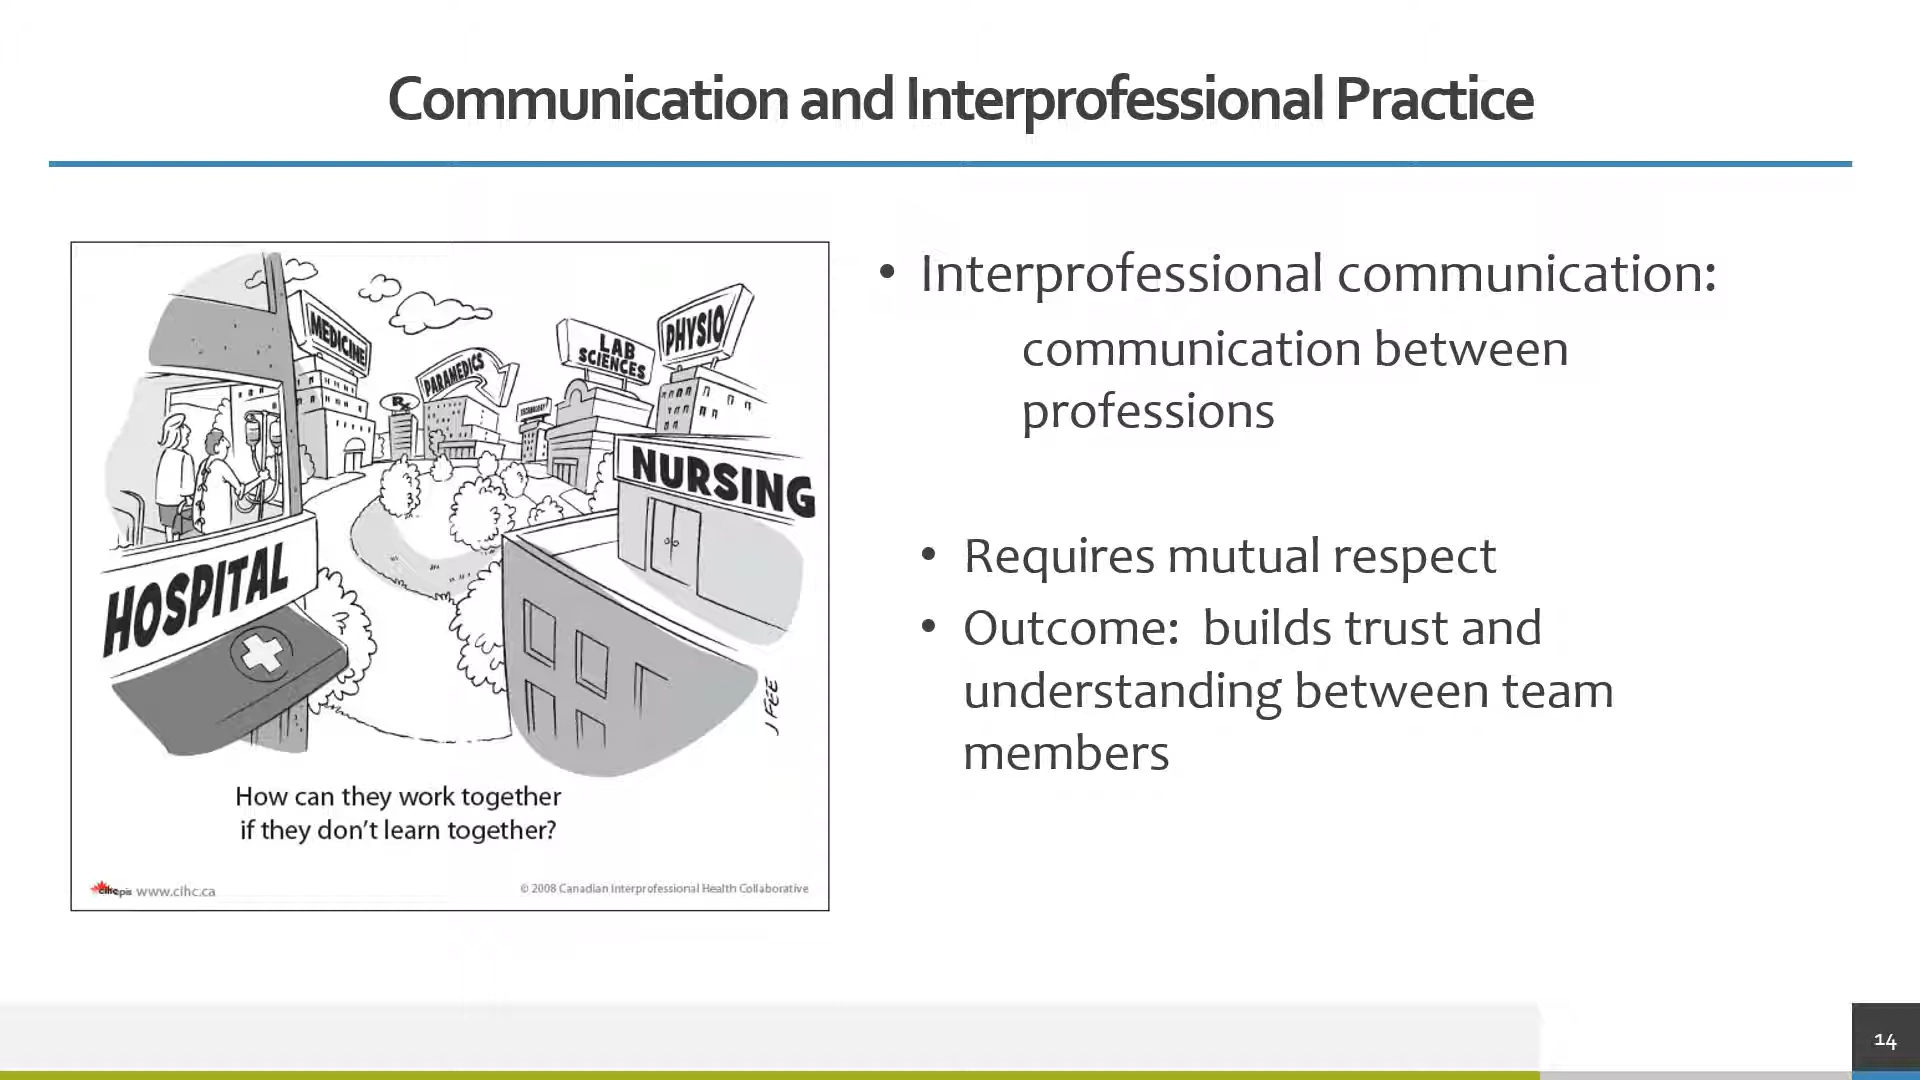 Communication and Interprofessional Practice
MEDICINE
PARAMEDICS
Rx
TECHNOLOGY
LAB
SCIENCES
PHYSIO
NURSING
HOSPITAL
J FEE
How can they work together
if they don't learn together?
www.cihc.ca
© 2008 Canadian Interprofessional Health Collaborative
• Interprofessional communication:
communication between
professions
• Requires mutual respect
• Outcome: builds trust and
understanding between team
members
14